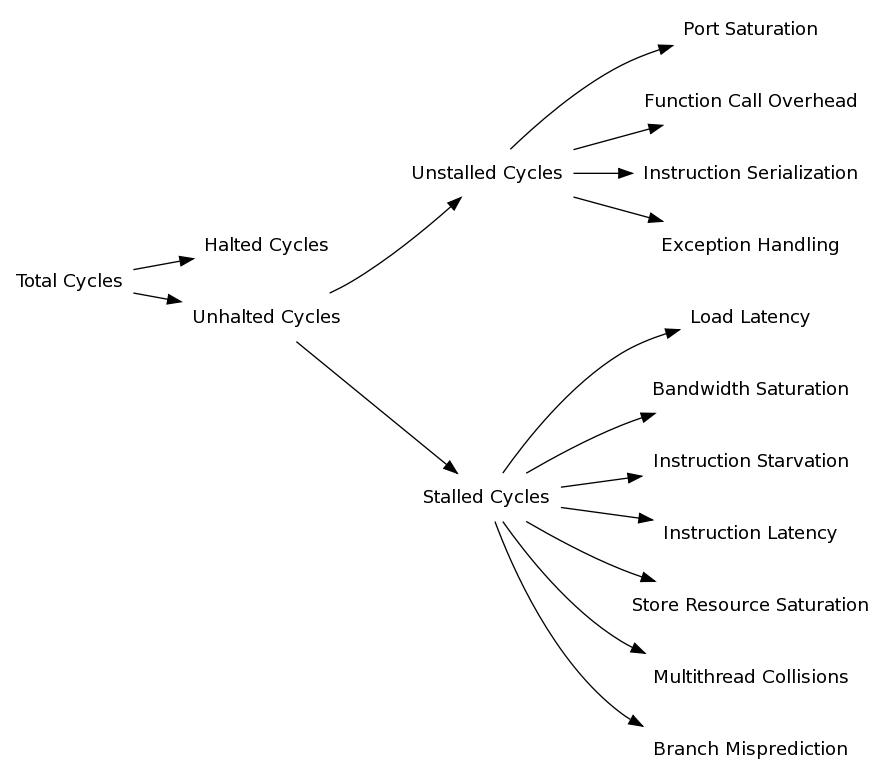 Port Saturation
Function Call Overhead
Unstalled Cycles
Instruction Serialization
Halted Cycles
Exception Handling
Total Cycles
Unhalted Cycles
Load Latency
Bandwidth Saturation
Instruction Starvation
Stalled Cycles
Instruction Latency
Store Resource Saturation
Multithread Collisions
Branch Misprediction